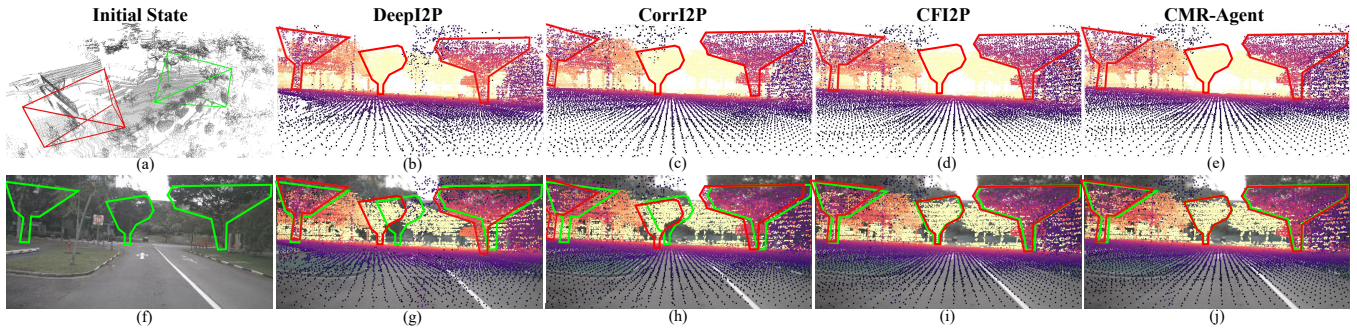 Initial State DeepI2P CorrI2P CFI2P CMR-Agent
(a) (b) (c) (d) (e)
(f) (g) (h) (i) (j)